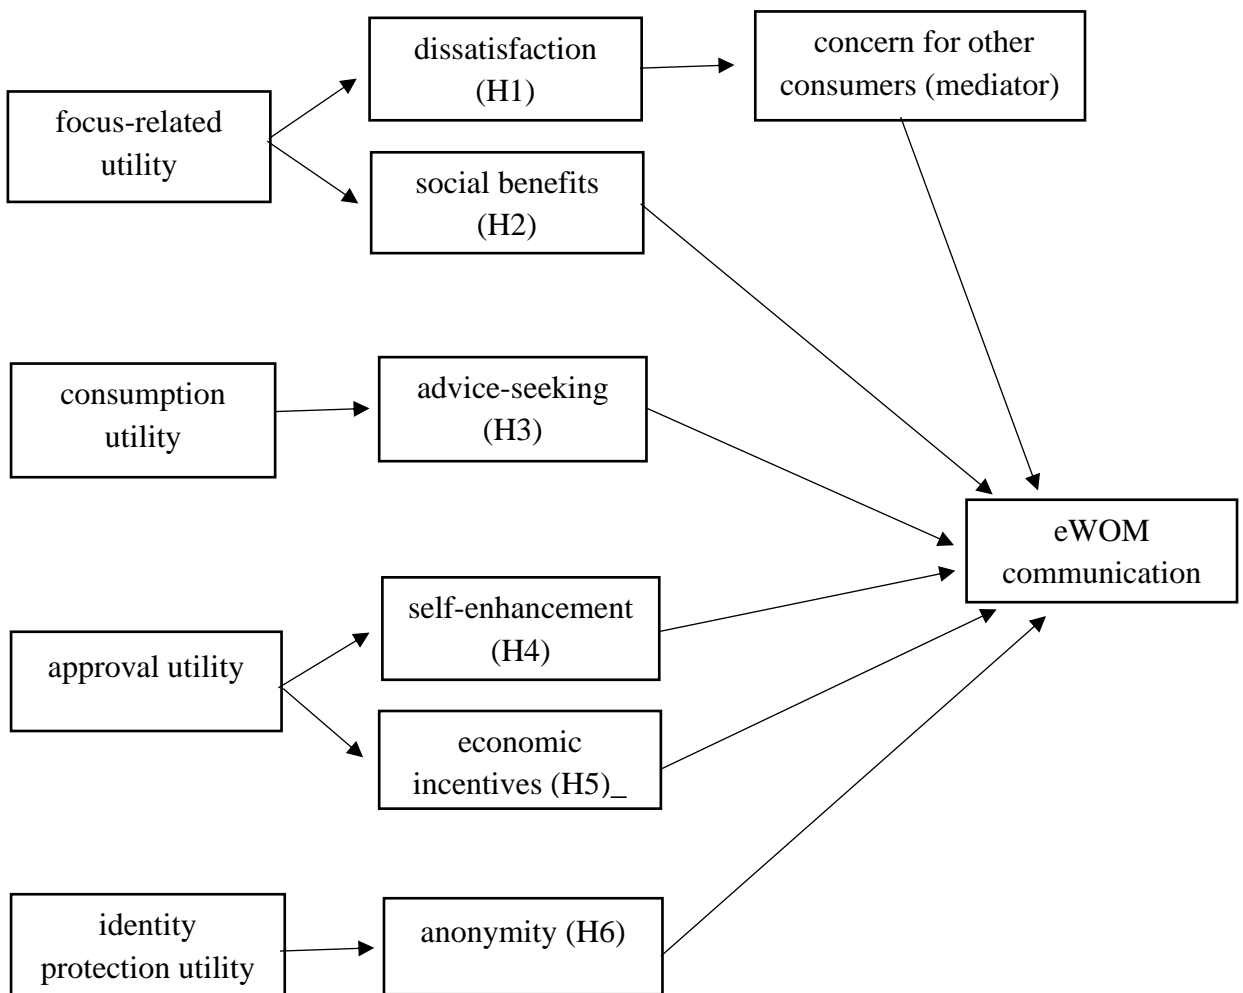 dissatisfaction
(H1)
concern for other
consumers (mediator)
focus-related
utility
social benefits
(H2)
consumption
utility
advice-seeking
(H3)
eWOM
communication
self-enhancement
(H4)
approval utility
economic
incentives (H5)_
identity
protection utility
anonymity (H6)